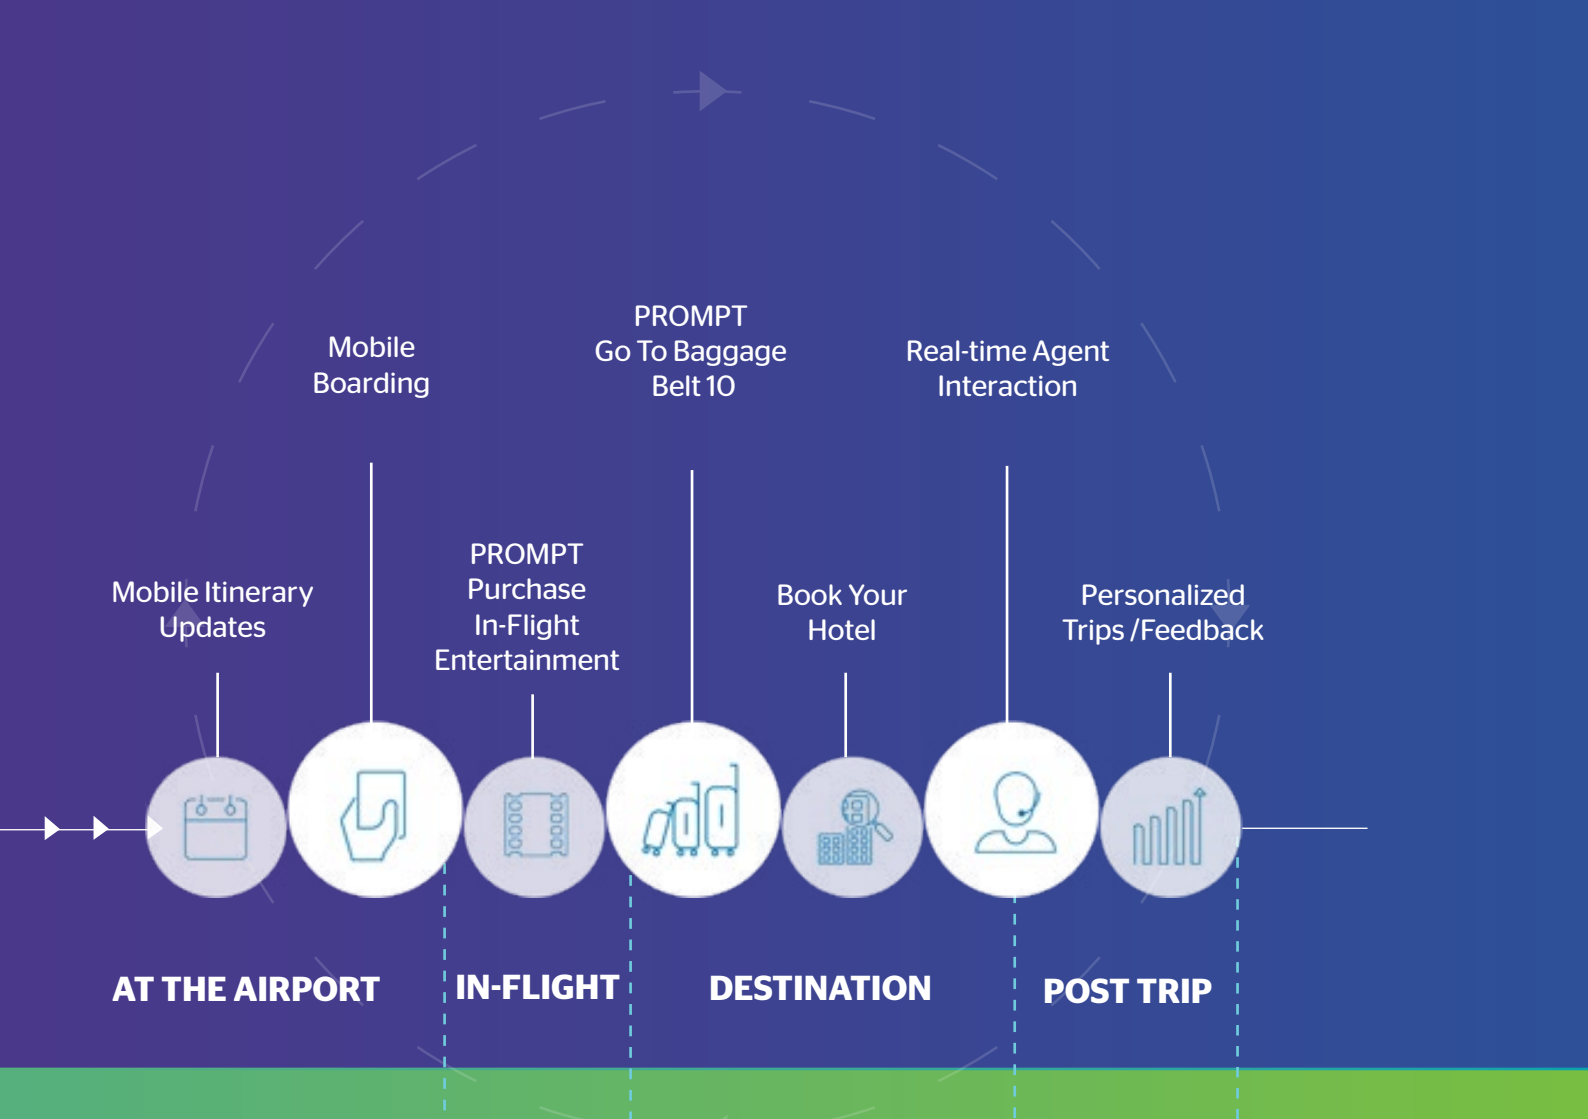 Mobile Itinerary
Updates
Mobile
Boarding
PROMPT
Purchase
In-Flight
Entertainment
PROMPT
Go To Baggage
Belt 10
Book Your
Hotel
Real-time Agent
Interaction
Personalized
Trips /Feedback
AT THE AIRPORT
IN-FLIGHT
DESTINATION
POST TRIP